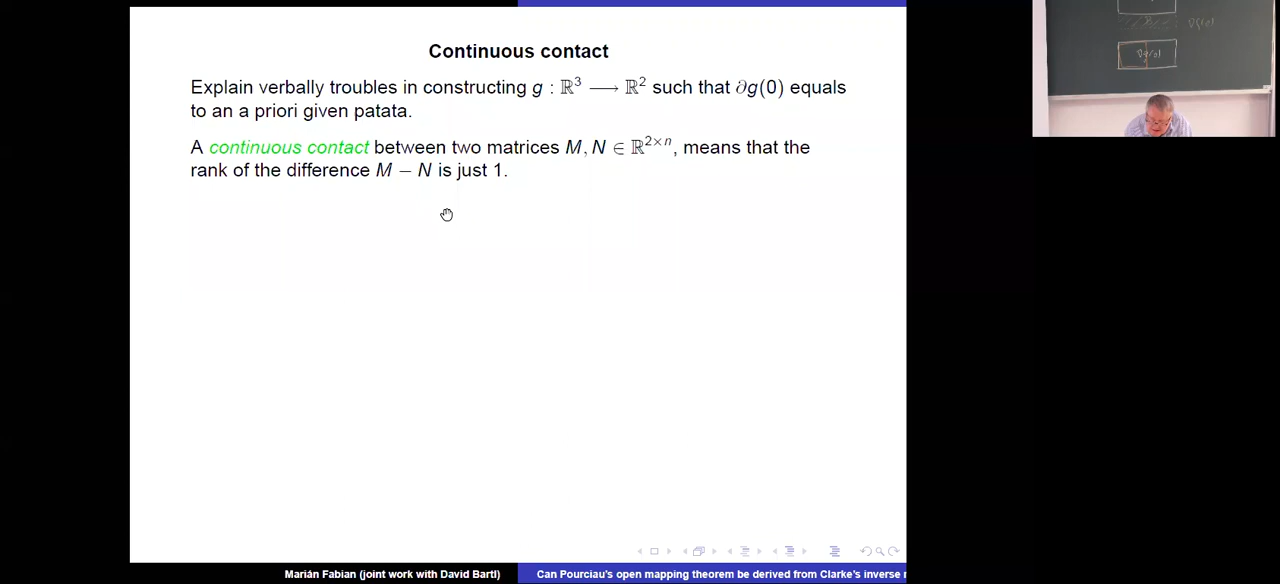 Continuous contact
Explain verbally troubles in constructing g : ℝ³ ⟶ ℝ² such that ∂g(0) equals
to an a priori given patata.
A continuous contact between two matrices M, N ∈ ℝ²ˣⁿ, means that the
rank of the difference M − N is just 1.
Marián Fabian (joint work with David Bartl)
Can Pourciau's open mapping theorem be derived from Clarke's inverse